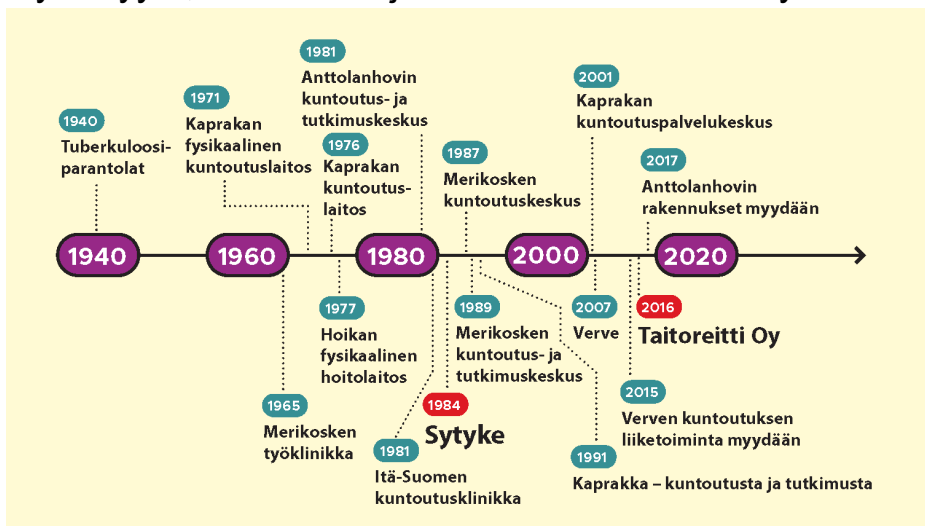 1940
Tuberkuloosi-
parantolat
1971
Kaprakan
fysikaalinen
kuntoutuslaitos
1981
Anttolanhovin
kuntoutus- ja
tutkimuskeskus
1976
Kaprakan
kuntoutus-
laitos
1987
Merikosken
kuntoutuskeskus
2001
Kaprakan
kuntoutuspalvelukeskus
2017
Anttolanhovin
rakennukset myydään
1940
1960
1980
2000
2020
1965
Merikosken
työklinikka
1977
Hoikan
fysikaalinen
hoitolaitos
1981
Itä-Suomen
kuntoutusklinikka
1984
Sytyke
1989
Merikosken
kuntoutus- ja
tutkimuskeskus
1991
Kaprakka – kuntoutusta ja tutkimusta
2007
Verve
2016
Taitoreitti Oy
2015
Verven kuntoutuksen
liiketoiminta myydään